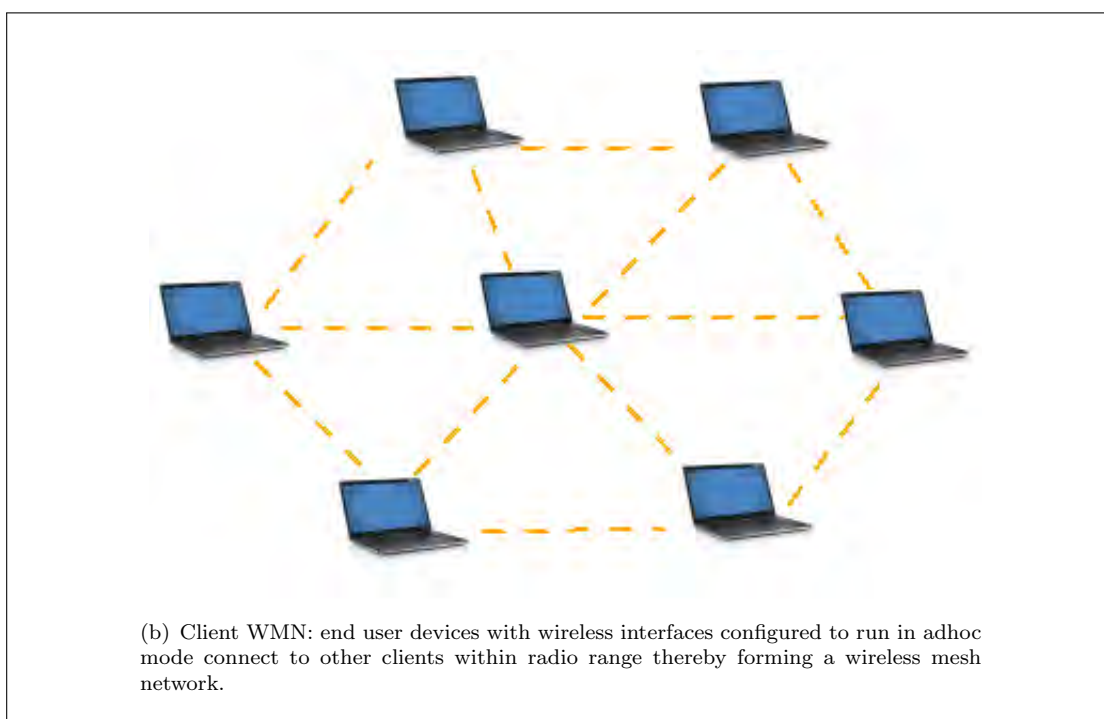 (b) Client WMN: end user devices with wireless interfaces configured to run in adhoc
mode connect to other clients within radio range thereby forming a wireless mesh
network.